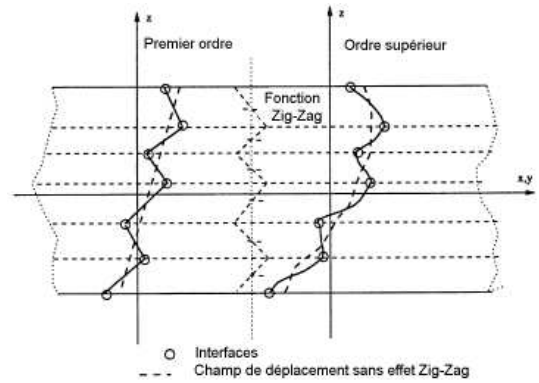 z
z
Premier ordre
Ordre supérieur
Fonction
Zig-Zag
x,y
Interfaces
Champ de déplacement sans effet Zig-Zag